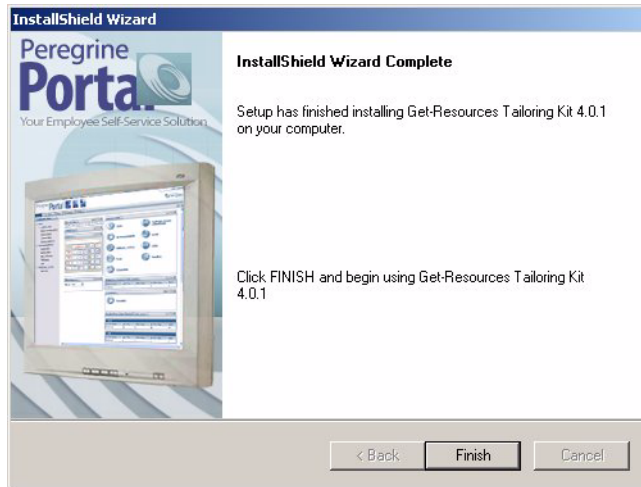 InstallShield Wizard
Peregrine
Portal
Your Employee Self-Service Solution
InstallShield Wizard Complete
Setup has finished installing Get-Resources Tailoring Kit 4.0.1
on your computer.
Click FINISH and begin using Get-Resources Tailoring Kit
4.0.1
< Back
Finish
Cancel